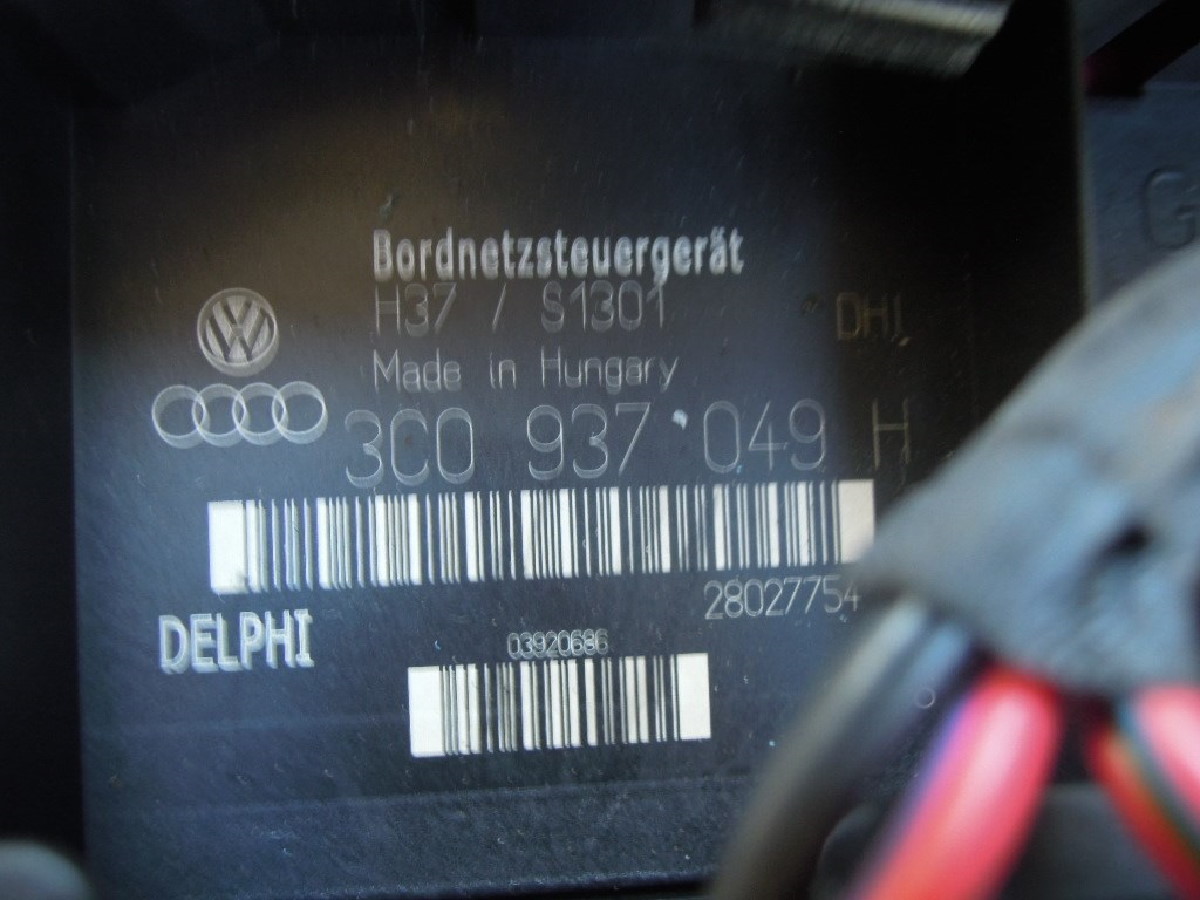 Bordnetzsteuergerät
H37 / S1301
Made in Hungary
3C0 937 049 H
28027754
DELPHI
03920686